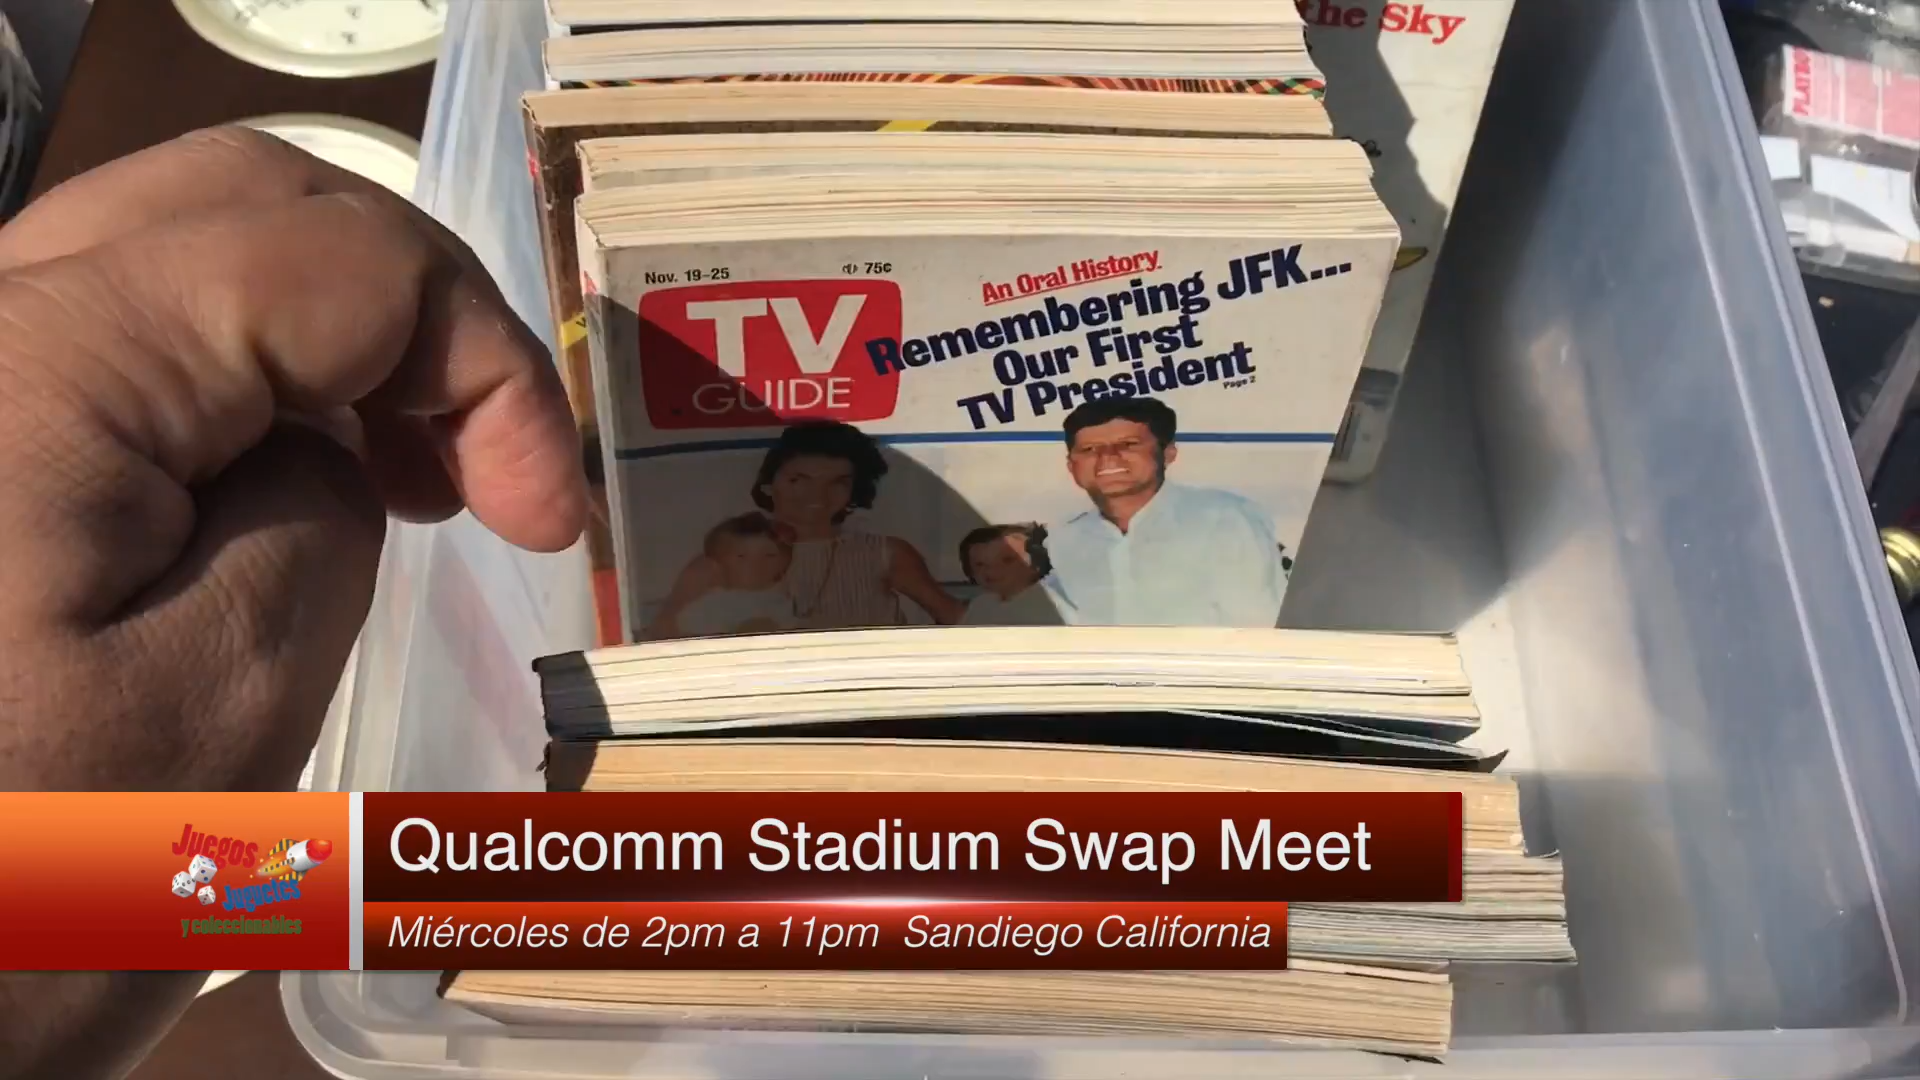 the Sky
PLAYBO
Nov. 19-25
75¢
TV
GUIDE
An Oral History
Remembering JFK...
Our First
TV President
Page 2
Qualcomm Stadium Swap Meet
Miércoles de 2pm a 11pm Sandiego California
Juegos
Juguetes
y coleccionables